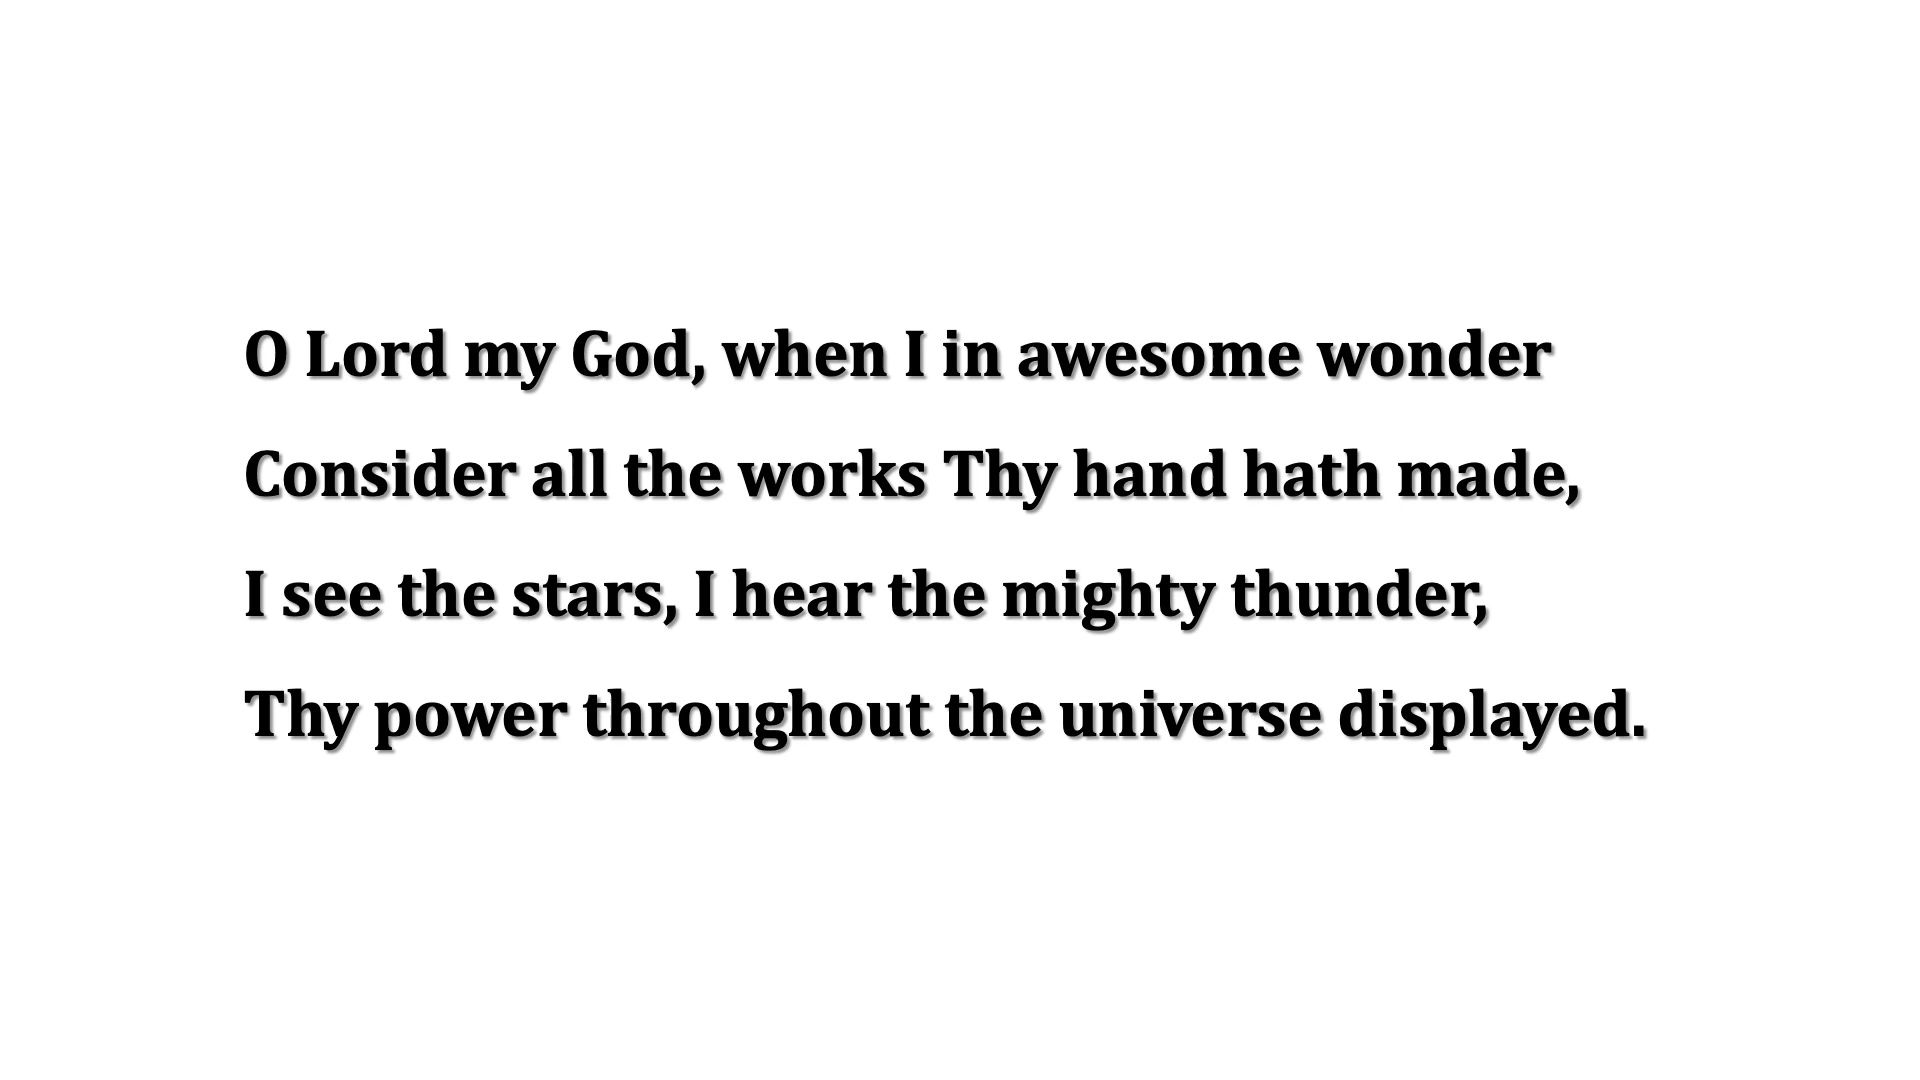 O Lord my God, when I in awesome wonder
Consider all the works Thy hand hath made,
I see the stars, I hear the mighty thunder,
Thy power throughout the universe displayed.